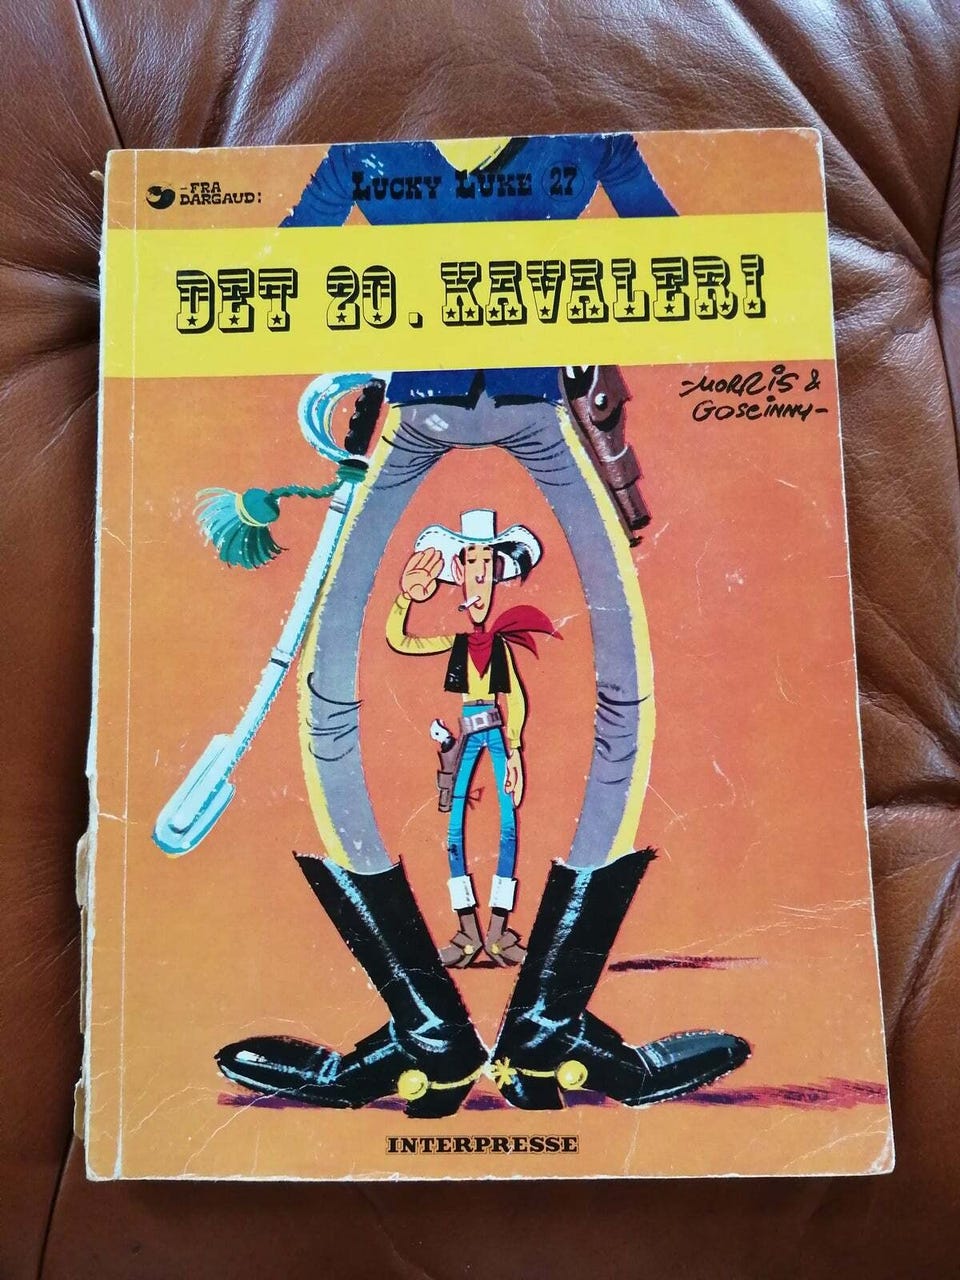 -FRA
DARGAUD:
LUCKY LUKE 27
DET 20. KAVALERI
-MORRIS &
GOSCINNY-
INTERPRESSE